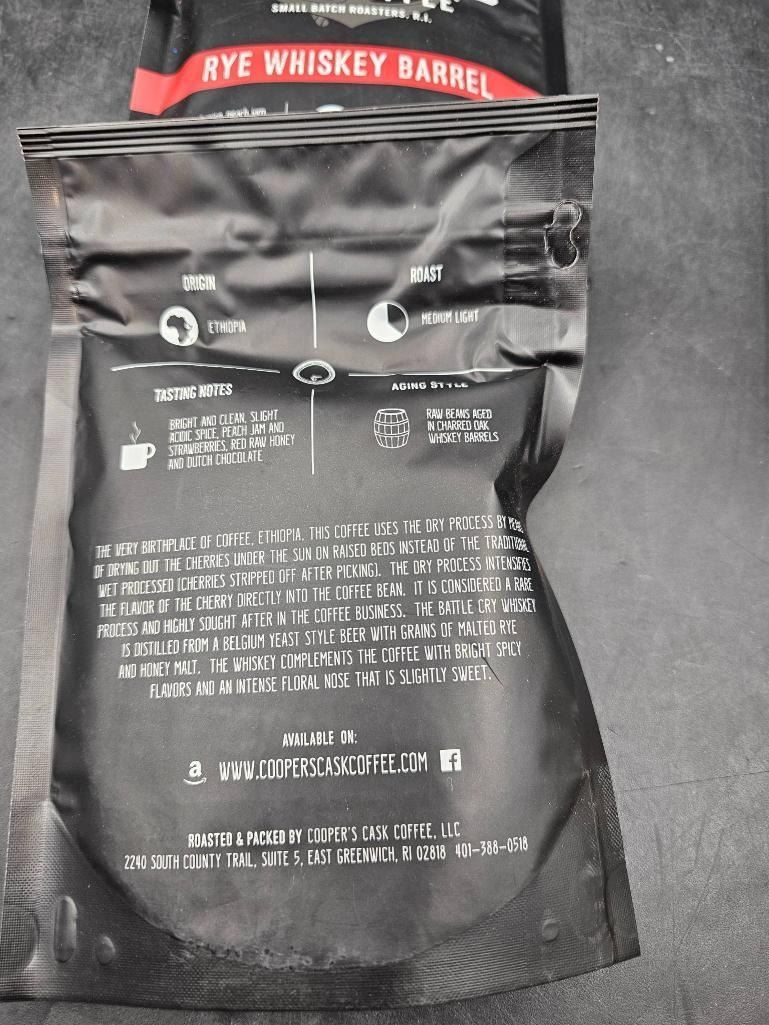 SMALL BATCH ROASTERS, R.I.
RYE WHISKEY BARREL
ORIGIN
ETHIOPIA
ROAST
MEDIUM LIGHT
TASTING NOTES
BRIGHT AND CLEAN, SLIGHT
ACIDIC SPICE, PEACH JAM AND
STRAWBERRIES, RED RAW HONEY
AND DUTCH CHOCOLATE
AGING STYLE
RAW BEANS AGED
IN CHARRED OAK
WHISKEY BARRELS
THE VERY BIRTHPLACE OF COFFEE, ETHIOPIA. THIS COFFEE USES THE DRY PROCESS BY
OF DRYING OUT THE CHERRIES UNDER THE SUN ON RAISED BEDS INSTEAD OF THE TRADITIONAL
WET PROCESSED (CHERRIES STRIPPED OFF AFTER PICKING). THE DRY PROCESS INTENSIFIES
THE FLAVOR OF THE CHERRY DIRECTLY INTO THE COFFEE BEAN. IT IS CONSIDERED A RARE
PROCESS AND HIGHLY SOUGHT AFTER IN THE COFFEE BUSINESS. THE BATTLE CRY WHISKEY
IS DISTILLED FROM A BELGIUM YEAST STYLE BEER WITH GRAINS OF MALTED RYE
AND HONEY MALT. THE WHISKEY COMPLEMENTS THE COFFEE WITH BRIGHT SPICY
FLAVORS AND AN INTENSE FLORAL NOSE THAT IS SLIGHTLY SWEET.
AVAILABLE ON:
a WWW.COOPERSCASKCOFFEE.COM f
ROASTED & PACKED BY COOPER'S CASK COFFEE, LLC
2240 SOUTH COUNTY TRAIL, SUITE 5, EAST GREENWICH, RI 02818 401-388-0518